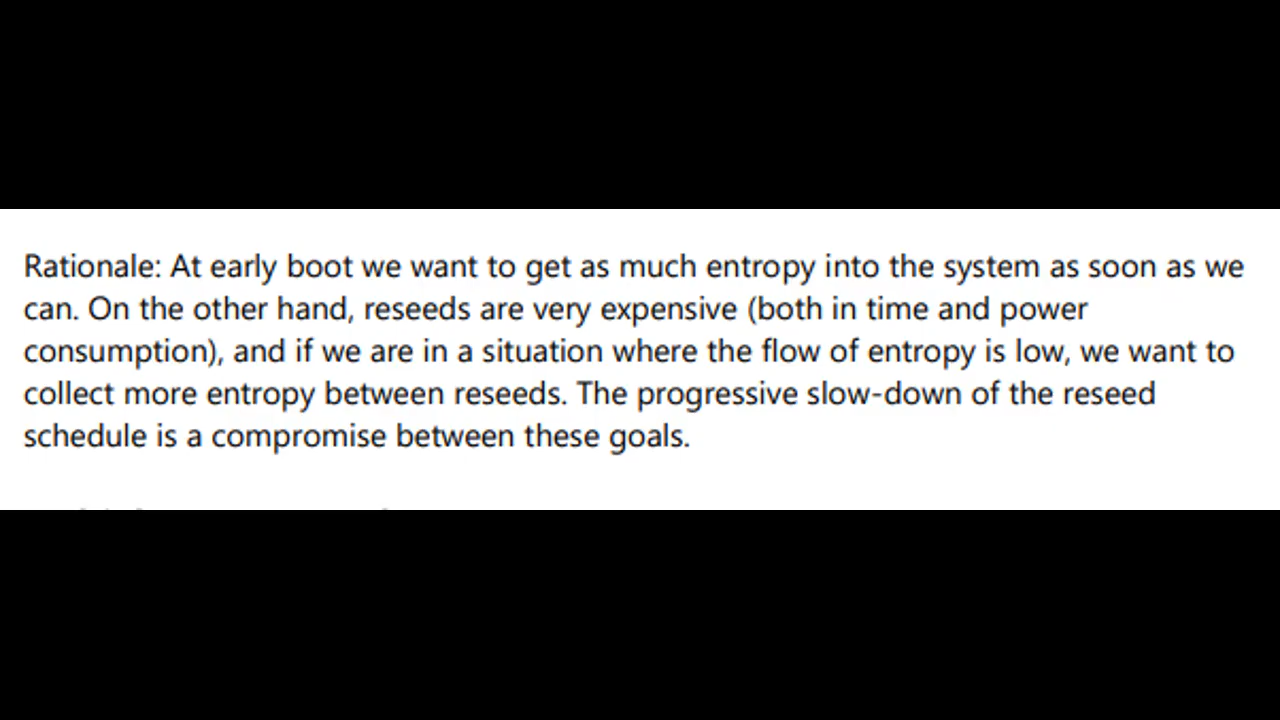 Rationale: At early boot we want to get as much entropy into the system as soon as we
can. On the other hand, reseeds are very expensive (both in time and power
consumption), and if we are in a situation where the flow of entropy is low, we want to
collect more entropy between reseeds. The progressive slow-down of the reseed
schedule is a compromise between these goals.